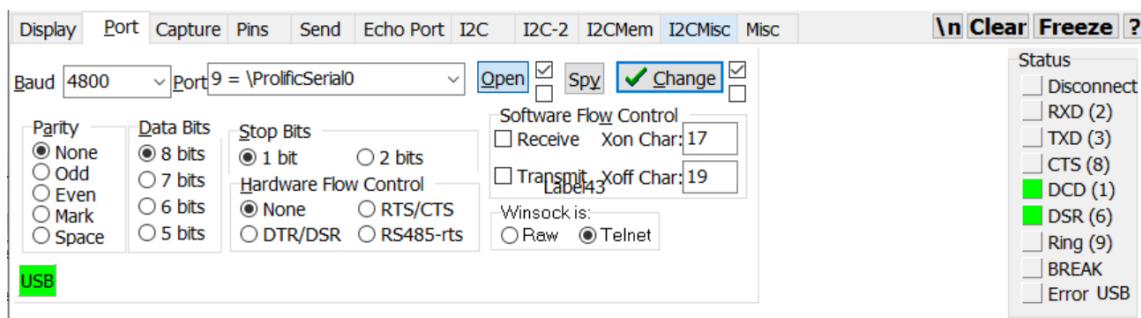 Display Port Capture Pins Send Echo Port I2C I2C-2 I2CMem I2CMisc Misc \n Clear Freeze ?
Baud 4800 Port 9 = \ProlificSerial0 Open Spy Change
Parity
None
Odd
Even
Mark
Space
Data Bits
8 bits
7 bits
6 bits
5 bits
Stop Bits
1 bit 2 bits
Hardware Flow Control
None RTS/CTS
DTR/DSR RS485-rts
Software Flow Control
Receive Xon Char: 17
Transmit Xoff Char: 19
Label43
Winsock is:
Raw Telnet
USB
Status
Disconnect
RXD (2)
TXD (3)
CTS (8)
DCD (1)
DSR (6)
Ring (9)
BREAK
Error USB